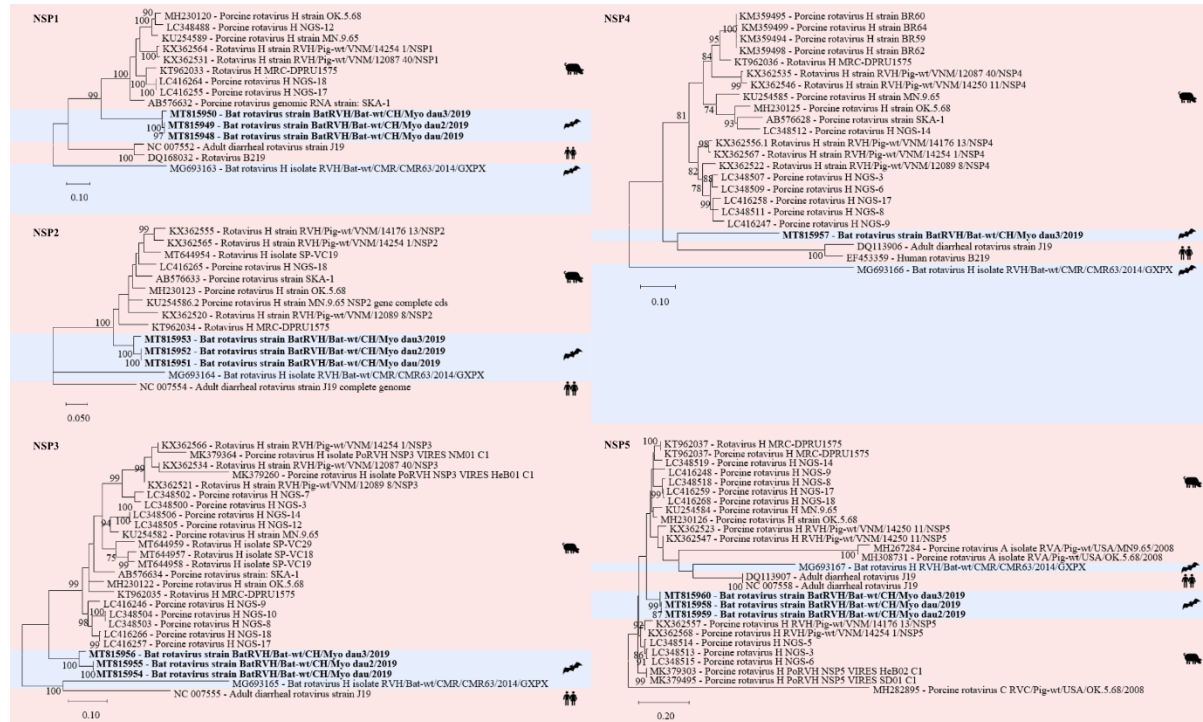 NSP1
90
MH230120 - Porcine rotavirus H strain OK.5.68
LC348488 - Porcine rotavirus H NGS-12
100
KU254589 - Porcine rotavirus H strain MN.9.65
KX362564 - Rotavirus H strain RVH/Pig-wt/VNM/14254 1/NSP1
100
KX362531 - Rotavirus H strain RVH/Pig-wt/VNM/12087 40/NSP1
KT962033 - Rotavirus H MRC-DPRU1575
100
LC416264 - Porcine rotavirus H NGS-18
100
LC416255 - Porcine rotavirus H NGS-17
99
AB576632 - Porcine rotavirus genomic RNA strain: SKA-1
MT815950 - Bat rotavirus strain BatRVH/Bat-wt/CH/Myo dau3/2019
100
MT815949 - Bat rotavirus strain BatRVH/Bat-wt/CH/Myo dau2/2019
97
MT815948 - Bat rotavirus strain BatRVH/Bat-wt/CH/Myo dau/2019
NC 007552 - Adult diarrheal rotavirus strain J19
100
DQ168032 - Rotavirus B219
MG693163 - Bat rotavirus H isolate RVH/Bat-wt/CMR/CMR63/2014/GXPX
0.10
NSP2
99
KX362555 - Rotavirus H strain RVH/Pig-wt/VNM/14176 13/NSP2
KX362565 - Rotavirus H strain RVH/Pig-wt/VNM/14254 1/NSP2
MT644954 - Rotavirus H isolate SP-VC19
LC416265 - Porcine rotavirus H NGS-18
AB576633 - Porcine rotavirus strain SKA-1
MH230123 - Porcine rotavirus H strain OK.5.68
KU254586.2 Porcine rotavirus H strain MN.9.65 NSP2 gene complete cds
KX362520 - Rotavirus H strain RVH/Pig-wt/VNM/12089 8/NSP2
100
KT962034 - Rotavirus H MRC-DPRU1575
MT815953 - Bat rotavirus strain BatRVH/Bat-wt/CH/Myo dau3/2019
100
MT815952 - Bat rotavirus strain BatRVH/Bat-wt/CH/Myo dau2/2019
100
MT815951 - Bat rotavirus strain BatRVH/Bat-wt/CH/Myo dau/2019
MG693164 - Bat rotavirus H isolate RVH/Bat-wt/CMR/CMR63/2014/GXPX
NC 007554 - Adult diarrheal rotavirus strain J19 complete genome
0.050
NSP3
KX362566 - Rotavirus H strain RVH/Pig-wt/VNM/14254 1/NSP3
MK379364 - Porcine rotavirus H isolate PoRVH NSP3 VIRES NM01 C1
99
KX362534 - Rotavirus H strain RVH/Pig-wt/VNM/12087 40/NSP3
99
MK379260 - Porcine rotavirus H isolate PoRVH NSP3 VIRES HeB01 C1
KX362521 - Rotavirus H strain RVH/Pig-wt/VNM/12089 8/NSP3
LC348502 - Porcine rotavirus H NGS-7
LC348500 - Porcine rotavirus H NGS-3
LC348506 - Porcine rotavirus H NGS-14
94
100
LC348505 - Porcine rotavirus H NGS-12
KU254582 - Porcine rotavirus H strain MN.9.65
MT644959 - Rotavirus H isolate SP-VC29
75
MT644957 - Rotavirus H isolate SP-VC18
99
MT644958 - Rotavirus H isolate SP-VC19
AB576634 - Porcine rotavirus strain: SKA-1
99
MH230122 - Porcine rotavirus H strain OK.5.68
KT962035 - Rotavirus H MRC-DPRU1575
LC416246 - Porcine rotavirus H NGS-9
100
LC348504 - Porcine rotavirus H NGS-10
98
LC348503 - Porcine rotavirus H NGS-8
LC416266 - Porcine rotavirus H NGS-18
99
LC416257 - Porcine rotavirus H NGS-17
99
MT815956 - Bat rotavirus strain BatRVH/Bat-wt/CH/Myo dau3/2019
100
MT815955 - Bat rotavirus strain BatRVH/Bat-wt/CH/Myo dau2/2019
100
MT815954 - Bat rotavirus strain BatRVH/Bat-wt/CH/Myo dau/2019
MG693165 - Bat rotavirus H isolate RVH/Bat-wt/CMR/CMR63/2014/GXPX
NC 007555 - Adult diarrheal rotavirus strain J19
0.10
NSP4
KM359495 - Porcine rotavirus H strain BR60
100
KM359499 - Porcine rotavirus H strain BR64
95
KM359494 - Porcine rotavirus H strain BR59
KM359498 - Porcine rotavirus H strain BR62
84
KT962036 - Rotavirus H MRC-DPRU1575
KX362535 - Rotavirus H strain RVH/Pig-wt/VNM/12087 40/NSP4
KX362546 - Rotavirus H strain RVH/Pig-wt/VNM/14250 11/NSP4
KU254585 - Porcine rotavirus H strain MN.9.65
74
MH230125 - Porcine rotavirus H strain OK.5.68
81
AB576628 - Porcine rotavirus strain SKA-1
93
LC348512 - Porcine rotavirus H NGS-14
98
KX362556.1 Rotavirus H strain RVH/Pig-wt/VNM/14176 13/NSP4
KX362567 - Rotavirus H strain RVH/Pig-wt/VNM/14254 1/NSP4
82
KX362522 - Rotavirus H strain RVH/Pig-wt/VNM/12089 8/NSP4
88
LC348507 - Porcine rotavirus H NGS-3
78
LC348509 - Porcine rotavirus H NGS-6
LC416258 - Porcine rotavirus H NGS-17
99
LC348511 - Porcine rotavirus H NGS-8
LC416247 - Porcine rotavirus H NGS-9
MT815957 - Bat rotavirus strain BatRVH/Bat-wt/CH/Myo dau3/2019
DQ113906 - Adult diarrheal rotavirus strain J19
100
EF453359 - Human rotavirus B219
MG693166 - Bat rotavirus H isolate RVH/Bat-wt/CMR/CMR63/2014/GXPX
0.10
NSP5
100
KT962037 - Rotavirus H MRC-DPRU1575
KT962037- Porcine rotavirus H MRC-DPRU1575
LC348519 - Porcine rotavirus H NGS-14
LC416248 - Porcine rotavirus H NGS-9
LC348518 - Porcine rotavirus H NGS-8
99
LC416259 - Porcine rotavirus H NGS-17
LC416268 - Porcine rotavirus H NGS-18
KU254584 - Porcine rotavirus H MN.9.65
MH230126 - Porcine rotavirus H strain OK.5.68
KX362523 - Porcine rotavirus H RVH/Pig-wt/VNM/14250 11/NSP5
KX362547 - Porcine rotavirus H RVH/Pig-wt/VNM/14250 11/NSP5
MH267284 - Porcine rotavirus A isolate RVA/Pig-wt/USA/MN9.65/2008
100
MH308731 - Porcine rotavirus A isolate RVA/Pig-wt/USA/OK.5.68/2008
MG693167 - Bat rotavirus H RVH/Bat-wt/CMR/CMR63/2014/GXPX
DQ113907 - Adult diarrheal rotavirus J19
100
NC 007558 - Adult diarrheal rotavirus J19
MT815960 - Bat rotavirus strain BatRVH/Bat-wt/CH/Myo dau3/2019
99
MT815958 - Bat rotavirus strain BatRVH/Bat-wt/CH/Myo dau/2019
87
MT815959 - Bat rotavirus strain BatRVH/Bat-wt/CH/Myo dau2/2019
92
KX362557 - Porcine rotavirus H RVH/Pig-wt/VNM/14176 13/NSP5
KX362568 - Porcine rotavirus H RVH/Pig-wt/VNM/14254 1/NSP5
LC348514 - Porcine rotavirus H NGS-5
86
LC348513 - Porcine rotavirus H NGS-3
91
LC348515 - Porcine rotavirus H NGS-6
MK379303 - Porcine rotavirus H PoRVH NSP5 VIRES HeB02 C1
99
MK379495 - Porcine rotavirus H PoRVH NSP5 VIRES SD01 C1
MH282895 - Porcine rotavirus C RVC/Pig-wt/USA/OK.5.68/2008
0.20